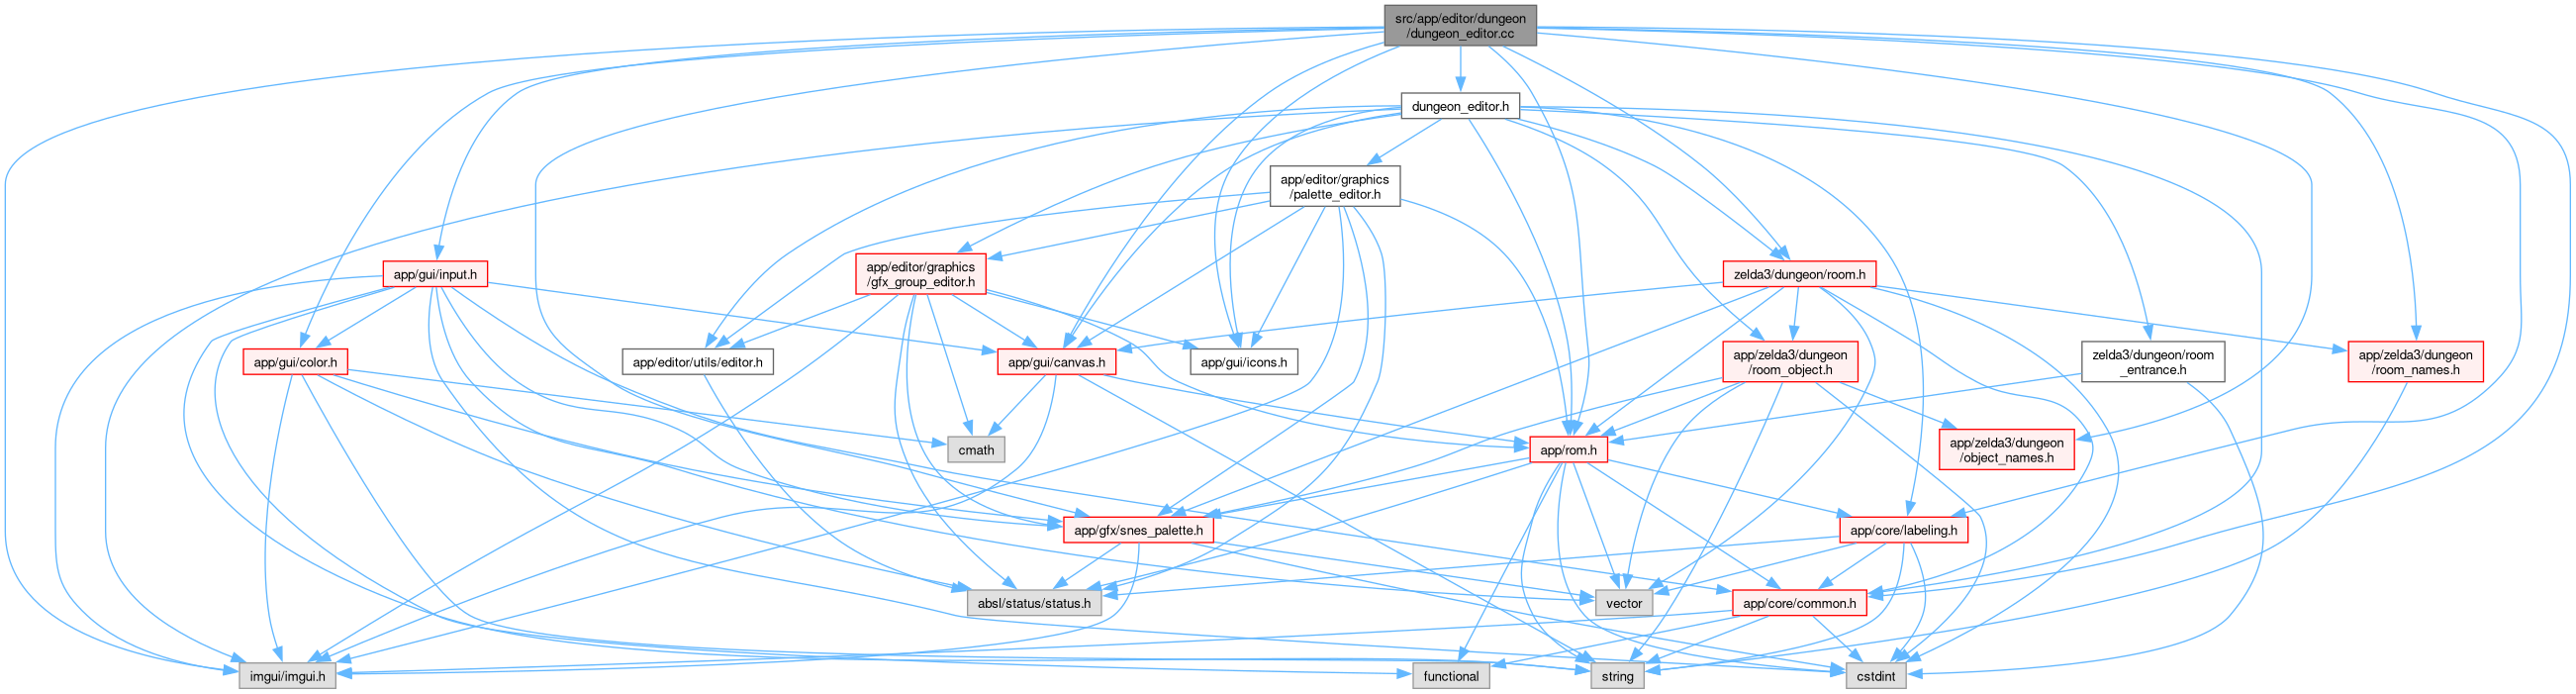 src/app/editor/dungeon
/dungeon_editor.cc
dungeon_editor.h
app/editor/graphics
/palette_editor.h
app/gui/input.h
app/editor/graphics
/gfx_group_editor.h
zelda3/dungeon/room.h
app/gui/color.h
app/editor/utils/editor.h
app/gui/canvas.h
app/gui/icons.h
app/zelda3/dungeon
/room_object.h
zelda3/dungeon/room
_entrance.h
app/zelda3/dungeon
/room_names.h
cmath
app/rom.h
app/zelda3/dungeon
/object_names.h
app/gfx/snes_palette.h
app/core/labeling.h
absl/status/status.h
vector
app/core/common.h
imgui/imgui.h
functional
string
cstdint